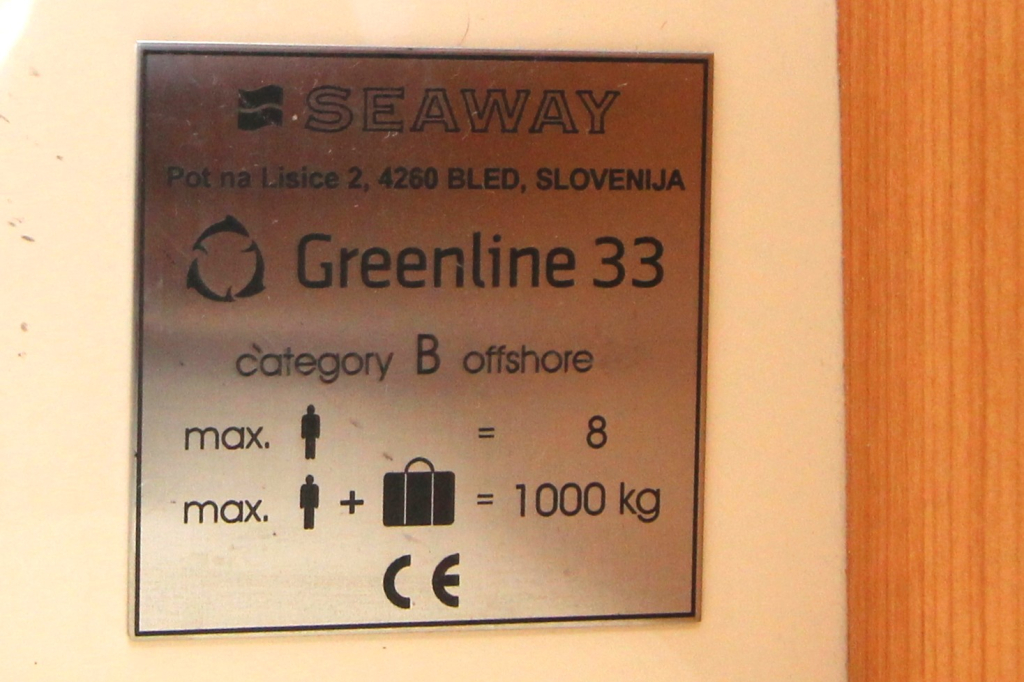 SEAWAY
Pot na Lisice 2, 4260 BLED, SLOVENIJA
Greenline 33
category B offshore
max. = 8
max. + = 1000 kg
CE